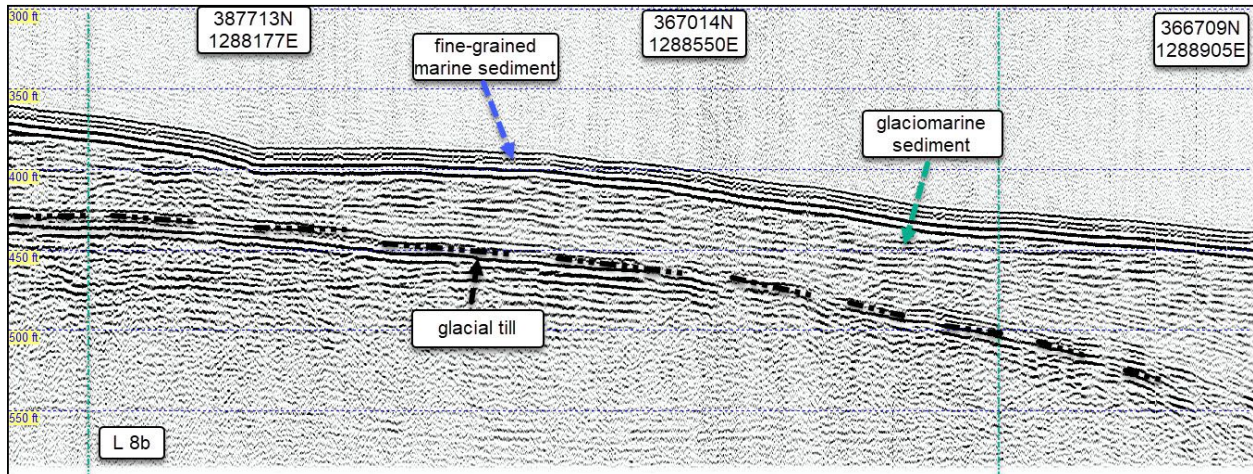 300 ft
387713N
1288177E
367014N
1288550E
366709N
1288905E
fine-grained
marine sediment
350 ft
glaciomarine
sediment
400 ft
450 ft
glacial till
500 ft
550 ft
L 8b